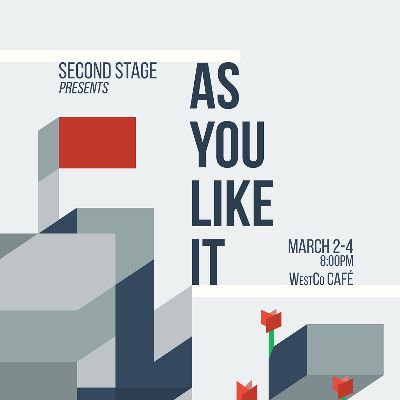 SECOND STAGE
PRESENTS
AS
YOU
LIKE
IT
MARCH 2-4
8:00PM
WESTCO CAFÉ